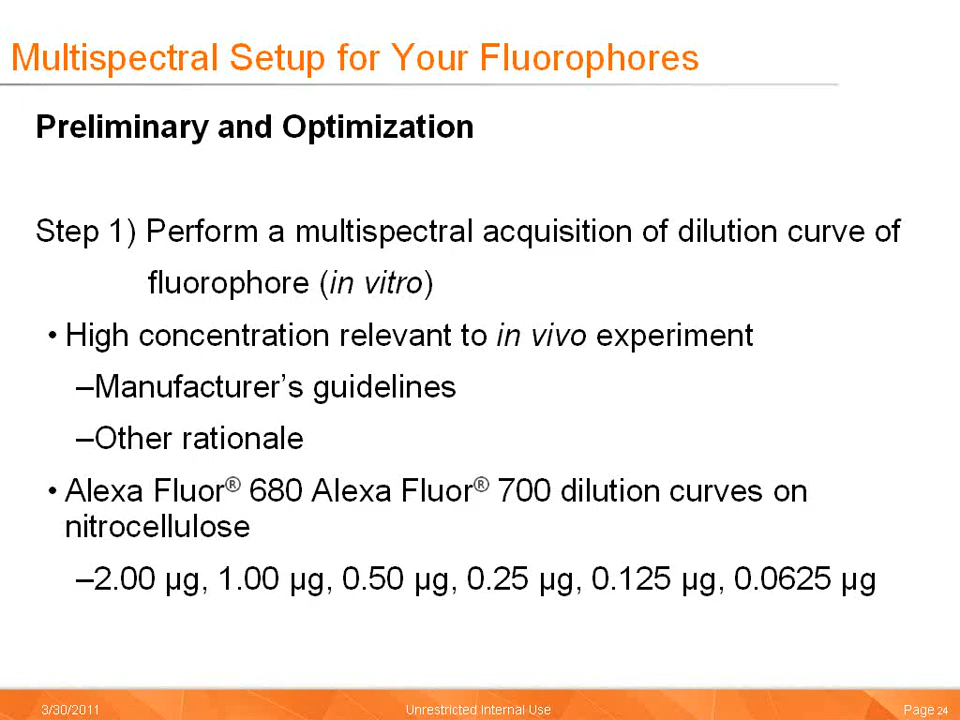 Multispectral Setup for Your Fluorophores
Preliminary and Optimization
Step 1) Perform a multispectral acquisition of dilution curve of
fluorophore (in vitro)
• High concentration relevant to in vivo experiment
–Manufacturer’s guidelines
–Other rationale
• Alexa Fluor® 680 Alexa Fluor® 700 dilution curves on
nitrocellulose
–2.00 µg, 1.00 µg, 0.50 µg, 0.25 µg, 0.125 µg, 0.0625 µg
3/30/2011 Unrestricted Internal Use Page 24